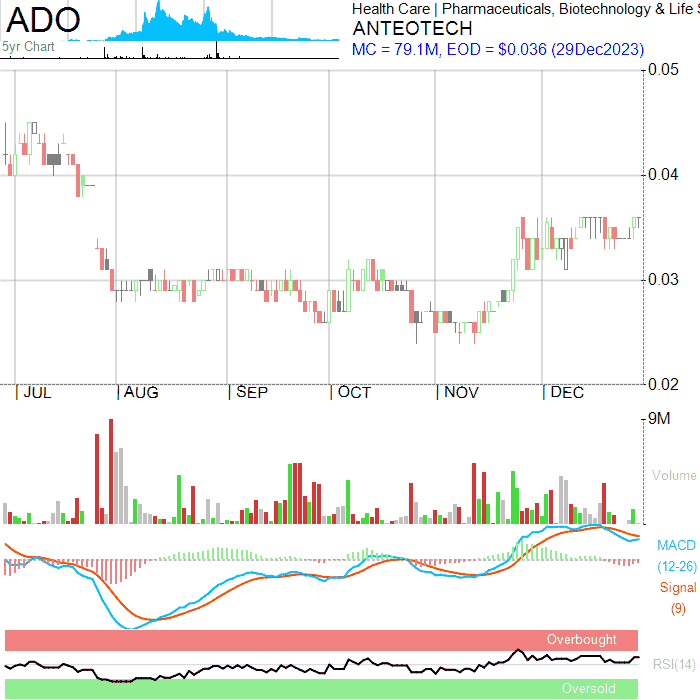 ADO
5yr Chart
Health Care | Pharmaceuticals, Biotechnology & Life S
ANTEOTECH
MC = 79.1M, EOD = $0.036 (29Dec2023)
0.05
0.04
0.03
0.02
JUL AUG SEP OCT NOV DEC
9M
Volume
MACD
(12-26)
Signal
(9)
Overbought
RSI(14)
Oversold